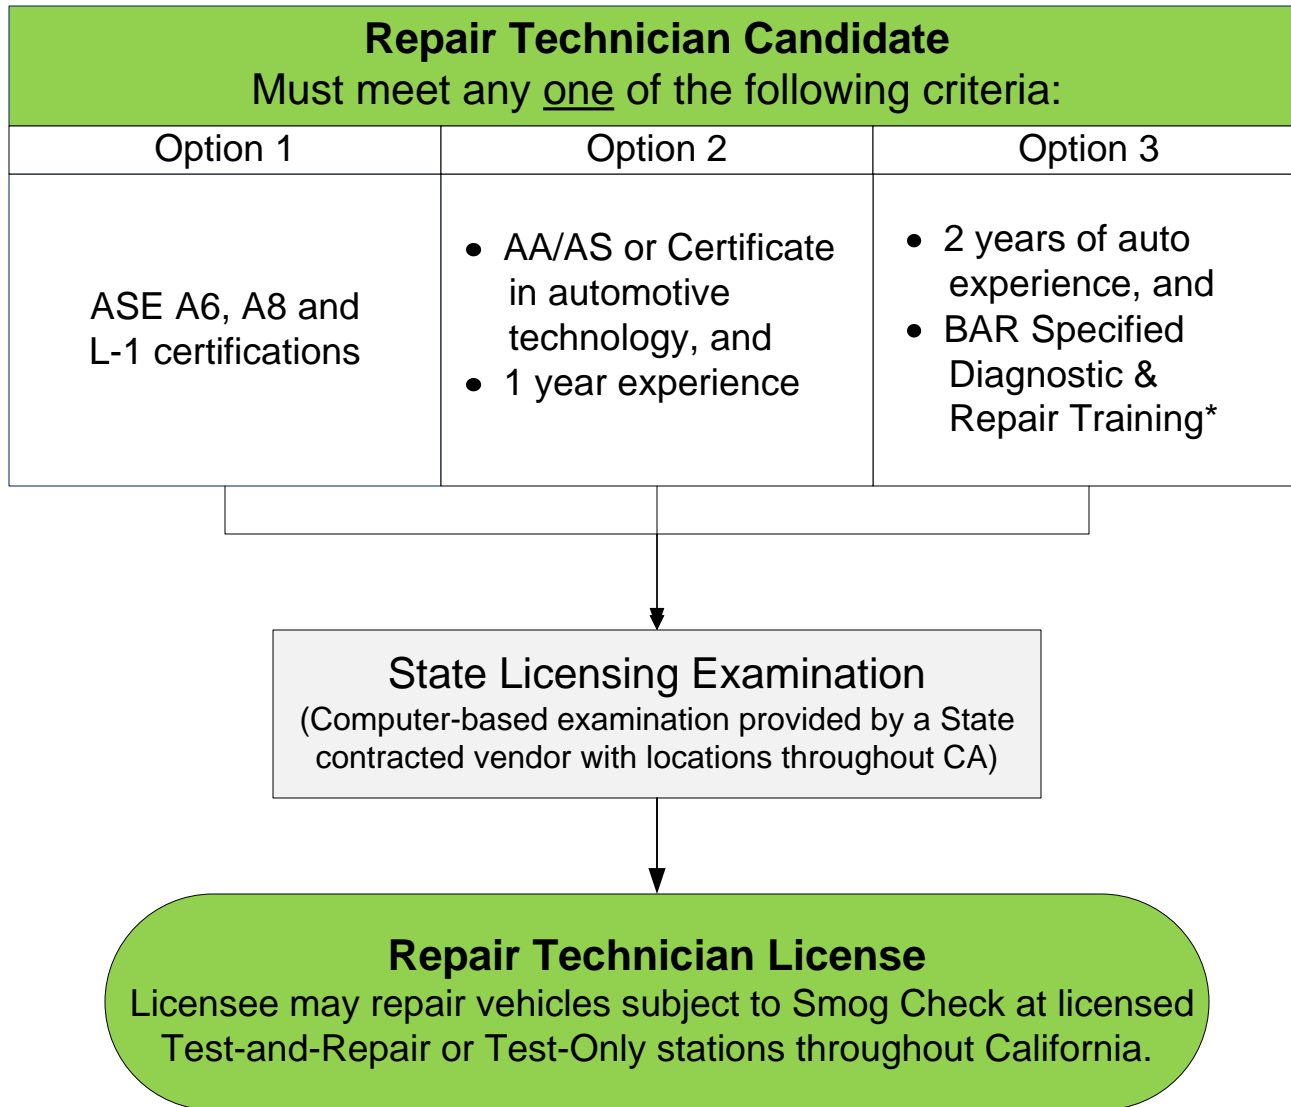 Repair Technician Candidate
Must meet any one of the following criteria:
Option 1
Option 2
Option 3
ASE A6, A8 and
L-1 certifications
• AA/AS or Certificate
in automotive
technology, and
• 1 year experience
• 2 years of auto
experience, and
• BAR Specified
Diagnostic &
Repair Training*
State Licensing Examination
(Computer-based examination provided by a State
contracted vendor with locations throughout CA)
Repair Technician License
Licensee may repair vehicles subject to Smog Check at licensed
Test-and-Repair or Test-Only stations throughout California.